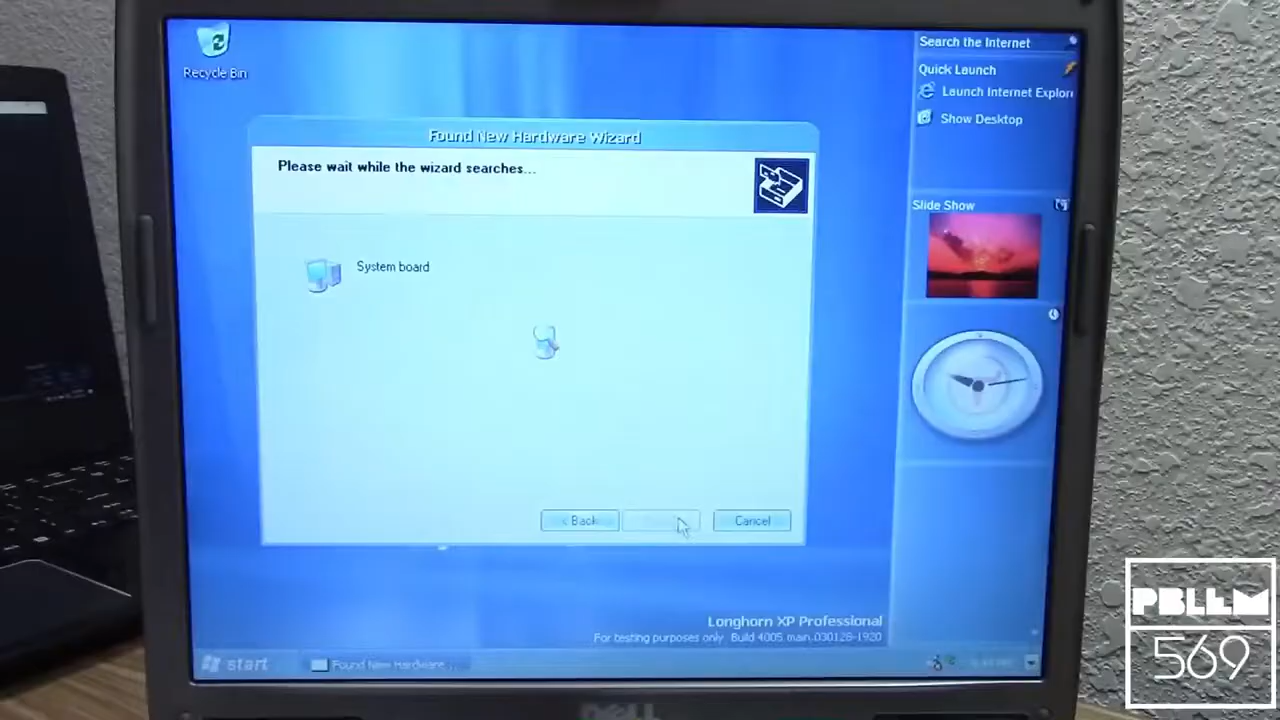 Recycle Bin
Search the Internet
Quick Launch
Launch Internet Explor
Show Desktop
Slide Show
Found New Hardware Wizard
Please wait while the wizard searches...
System board
< Back
Cancel
Longhorn XP Professional
For testing purposes only. Build 4005.main.030128-1920
start
Found New Hardware ...
DELL
PBLEM
569